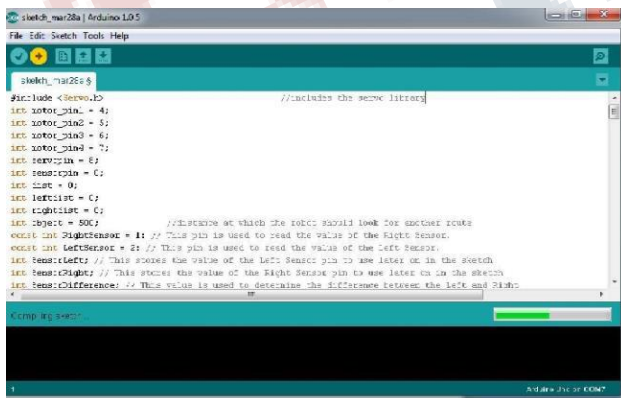 sketch_mar28a | Arduino 1.0.5
File Edit Sketch Tools Help
sketch_mar28a §
#include <Servo.h> //includes the servo library
int motor_pin1 = 4;
int motor_pin2 = 5;
int motor_pin3 = 6;
int motor_pin4 = 7;
int servopin = 8;
int sensorpin = 0;
int dist = 0;
int leftdist = 0;
int rightdist = 0;
int object = 500; //distance at which the robot should look for another route
const int RightSensor = 1; // This pin is used to read the value of the Right Sensor.
const int LeftSensor = 2; // This pin is used to read the value of the Left Sensor.
int SensorLeft; // This stores the value of the Left Sensor pin to use later on in the sketch
int SensorRight; // This stores the value of the Right Sensor pin to use later on in the sketch
int SensorDifference; // This value is used to determine the difference between the Left and Right
Compiling sketch...
1
Arduino Uno on COM7